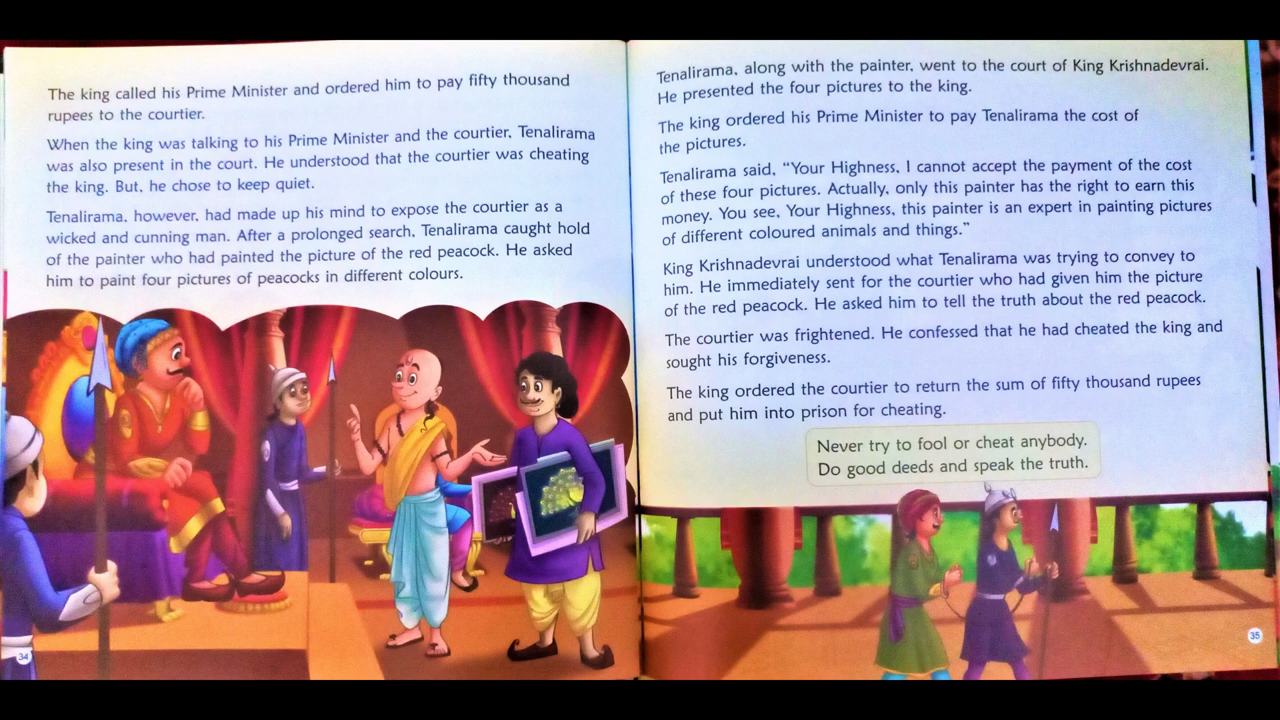 The king called his Prime Minister and ordered him to pay fifty thousand
rupees to the courtier.
When the king was talking to his Prime Minister and the courtier, Tenalirama
was also present in the court. He understood that the courtier was cheating
the king. But, he chose to keep quiet.
Tenalirama, however, had made up his mind to expose the courtier as a
wicked and cunning man. After a prolonged search, Tenalirama caught hold
of the painter who had painted the picture of the red peacock. He asked
him to paint four pictures of peacocks in different colours.
34
Tenalirama, along with the painter, went to the court of King Krishnadevrai.
He presented the four pictures to the king.
The king ordered his Prime Minister to pay Tenalirama the cost of
the pictures.
Tenalirama said, “Your Highness, I cannot accept the payment of the cost
of these four pictures. Actually, only this painter has the right to earn this
money. You see, Your Highness, this painter is an expert in painting pictures
of different coloured animals and things.”
King Krishnadevrai understood what Tenalirama was trying to convey to
him. He immediately sent for the courtier who had given him the picture
of the red peacock. He asked him to tell the truth about the red peacock.
The courtier was frightened. He confessed that he had cheated the king and
sought his forgiveness.
The king ordered the courtier to return the sum of fifty thousand rupees
and put him into prison for cheating.
Never try to fool or cheat anybody.
Do good deeds and speak the truth.
35